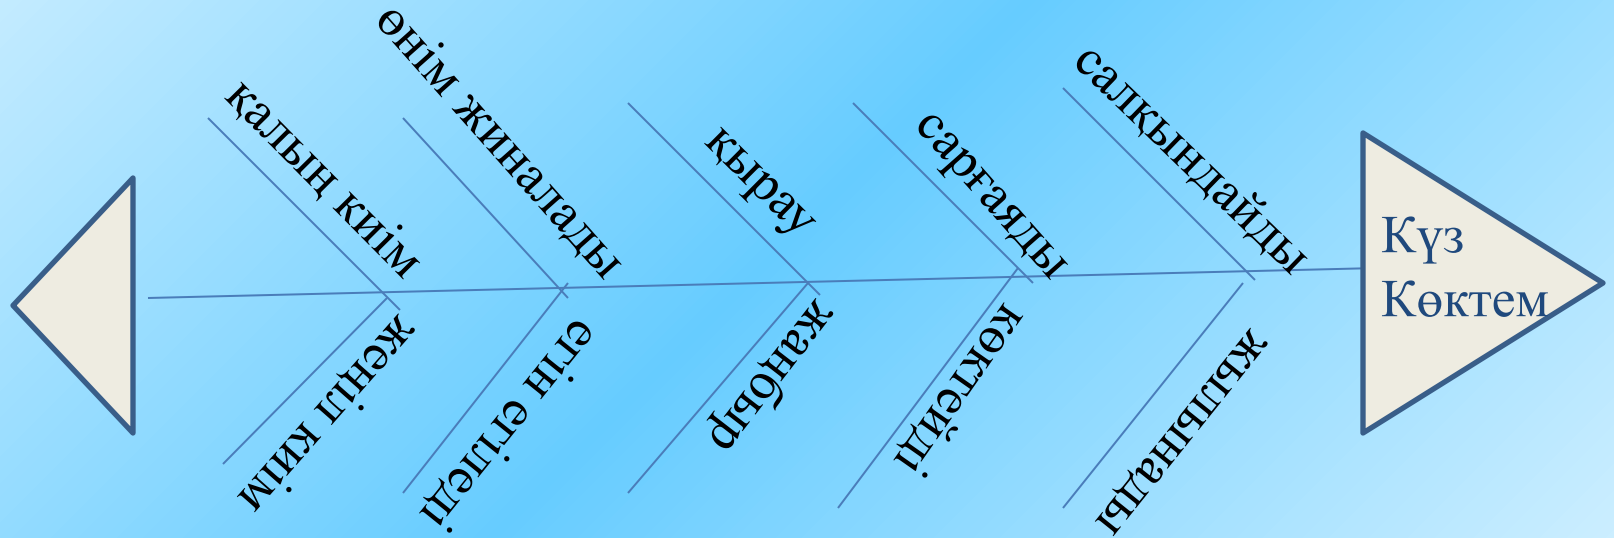 қалың киім
өнім жиналады
қырау
сарғаяды
салқындайды
Күз
Көктем
жеңіл киім
егін егіледі
жаңбыр
көктейді
жылынады